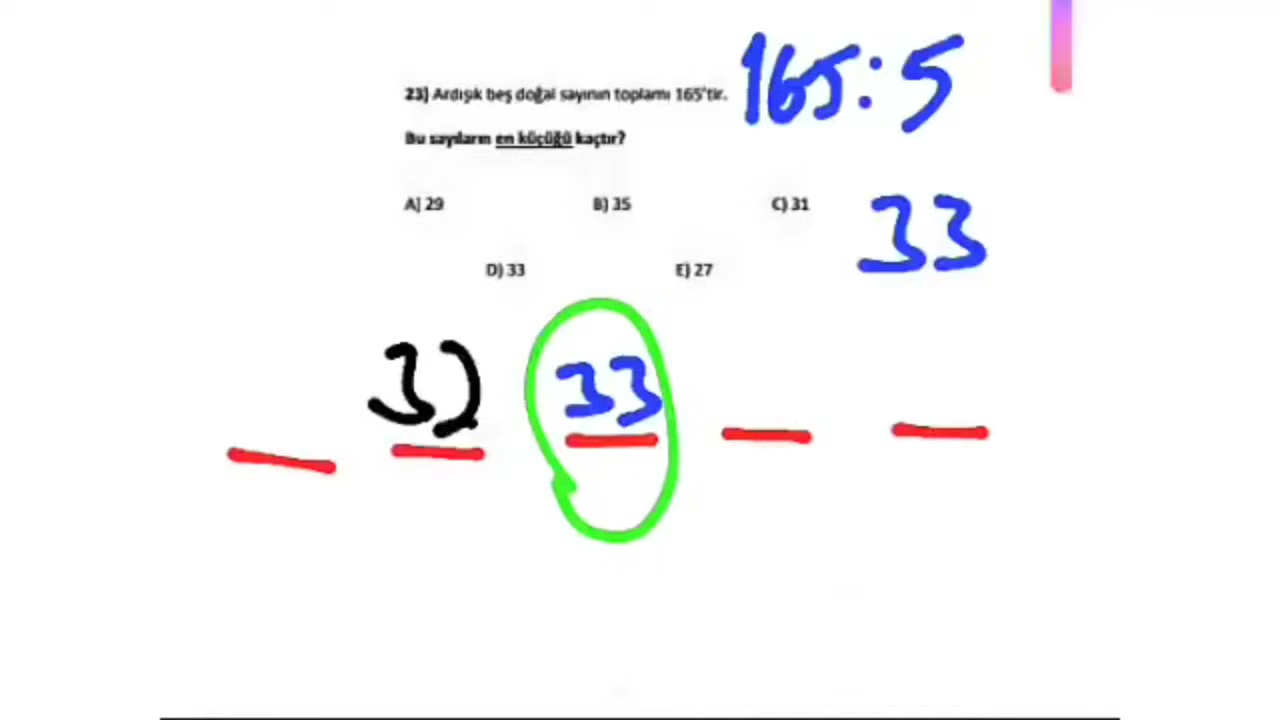 23) Ardışık beş doğal sayının toplamı 165'tir.
165:5
Bu sayıların en küçüğü kaçtır?
A) 29
B) 35
C) 31
33
D) 33
E) 27
32
33